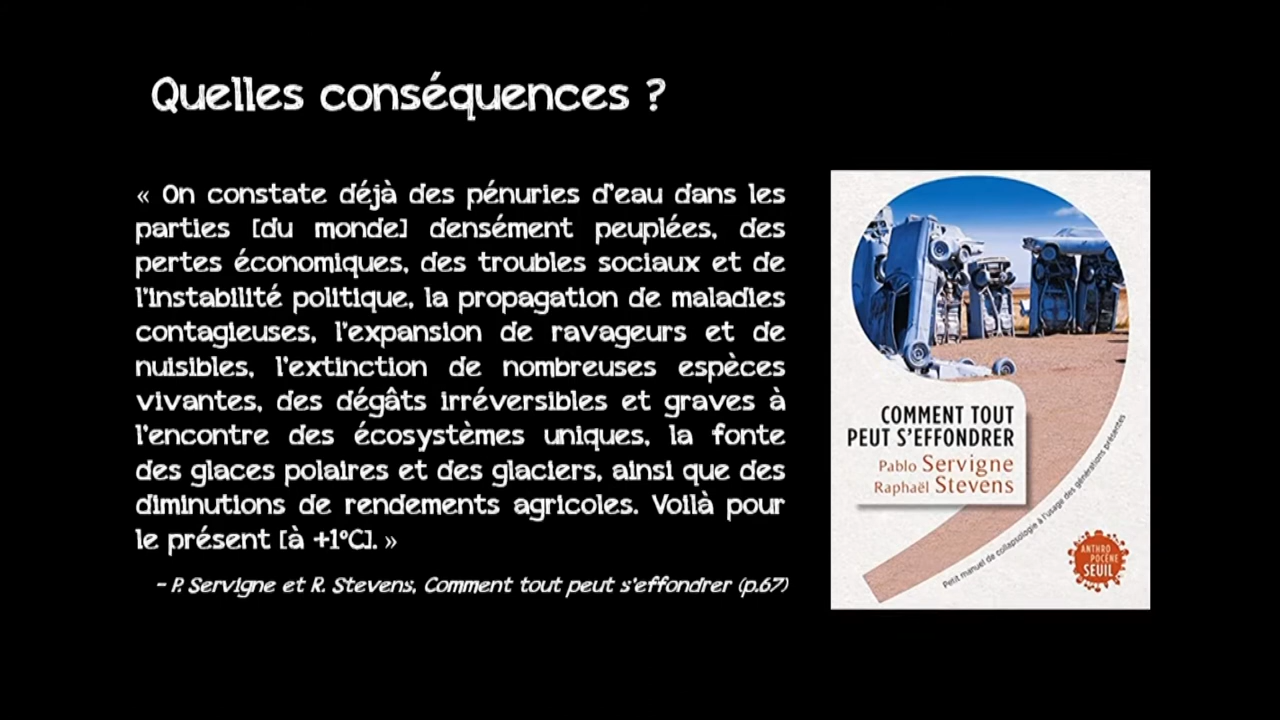 Quelles conséquences ?
« On constate déjà des pénuries d'eau dans les
parties [du monde] densément peuplées, des
pertes économiques, des troubles sociaux et de
l'instabilité politique, la propagation de maladies
contagieuses, l'expansion de ravageurs et de
nuisibles, l'extinction de nombreuses espèces
vivantes, des dégâts irréversibles et graves à
l'encontre des écosystèmes uniques, la fonte
des glaces polaires et des glaciers, ainsi que des
diminutions de rendements agricoles. Voilà pour
le présent [à +1°C]. »
- P. Servigne et R. Stevens, Comment tout peut s'effondrer (p.67)
COMMENT TOUT
PEUT S'EFFONDRER
Pablo Servigne
Raphaël Stevens
Petit manuel de collapsologie à l'usage des générations présentes
ANTHRO
POCÈNE
SEUIL